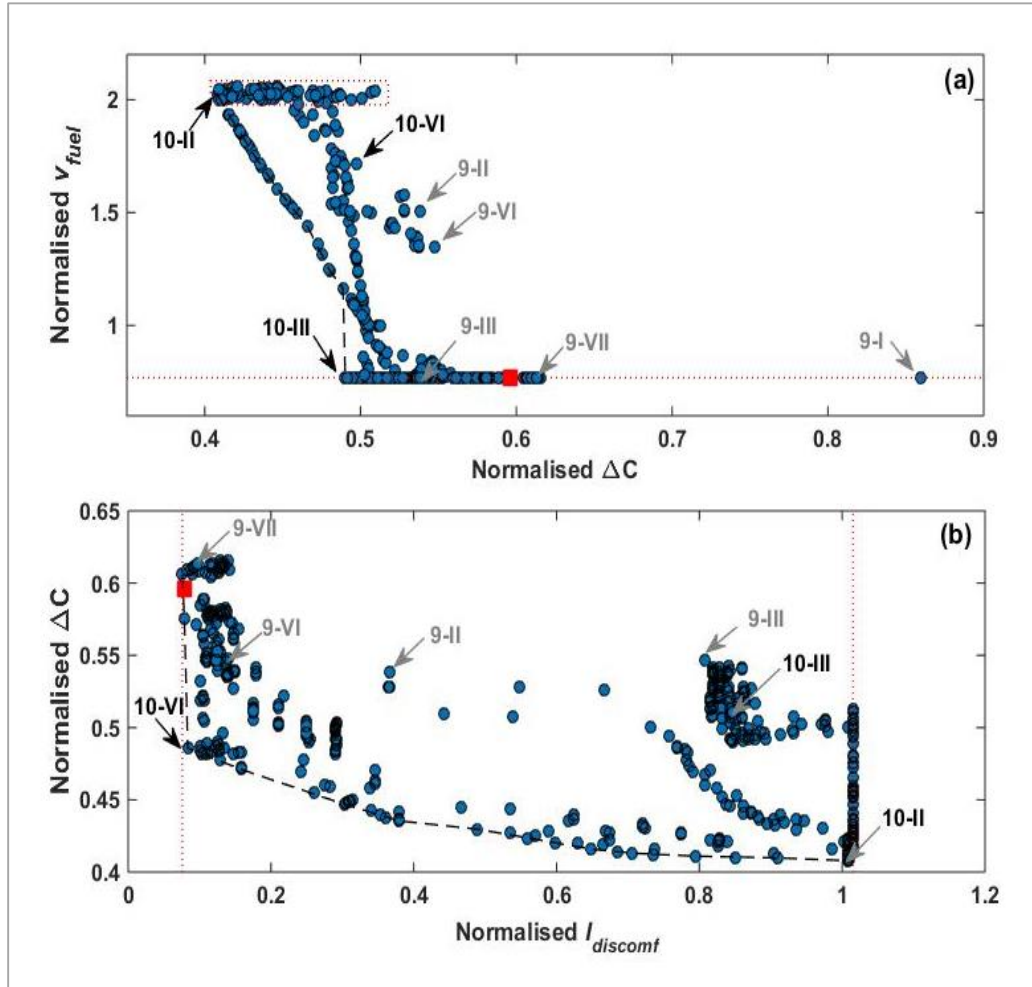 (a)
2
1.5
1
Normalised v_fuel
10-II
10-VI
9-II
9-VI
10-III
9-III
9-VII
9-I
0.4 0.5 0.6 0.7 0.8 0.9
Normalised ΔC
(b)
0.65
0.6
0.55
0.5
0.45
0.4
Normalised ΔC
9-VII
9-VI
9-II
9-III
10-III
10-VI
10-II
0 0.2 0.4 0.6 0.8 1 1.2
Normalised I_discomf